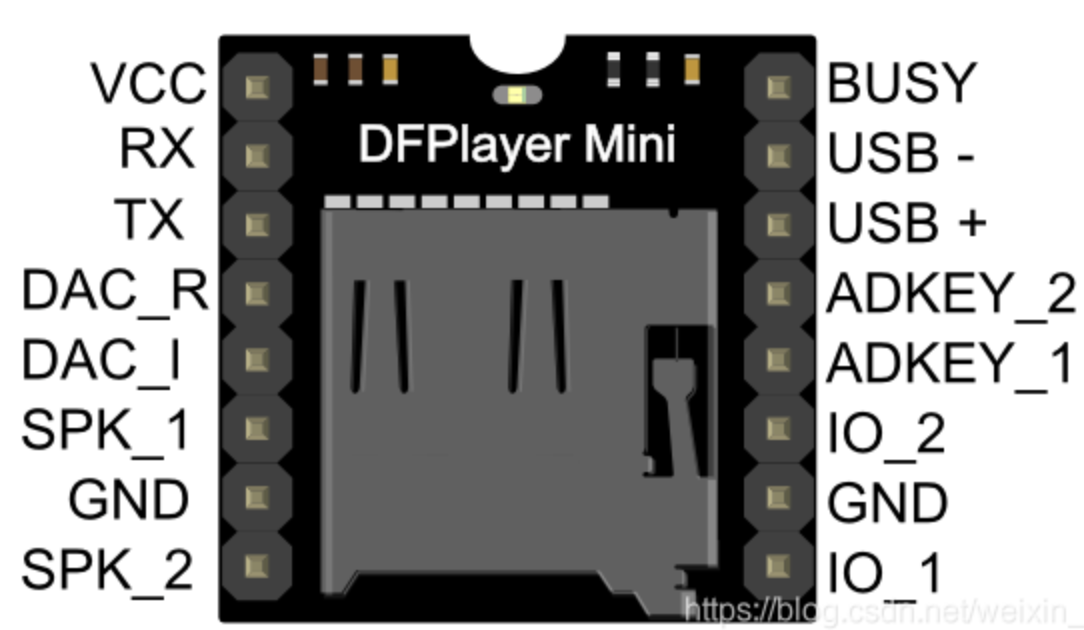 VCC
RX
TX
DAC_R
DAC_I
SPK_1
GND
SPK_2
DFPlayer Mini
BUSY
USB -
USB +
ADKEY_2
ADKEY_1
IO_2
GND
IO_1
https://blog.csdn.net/weixin_